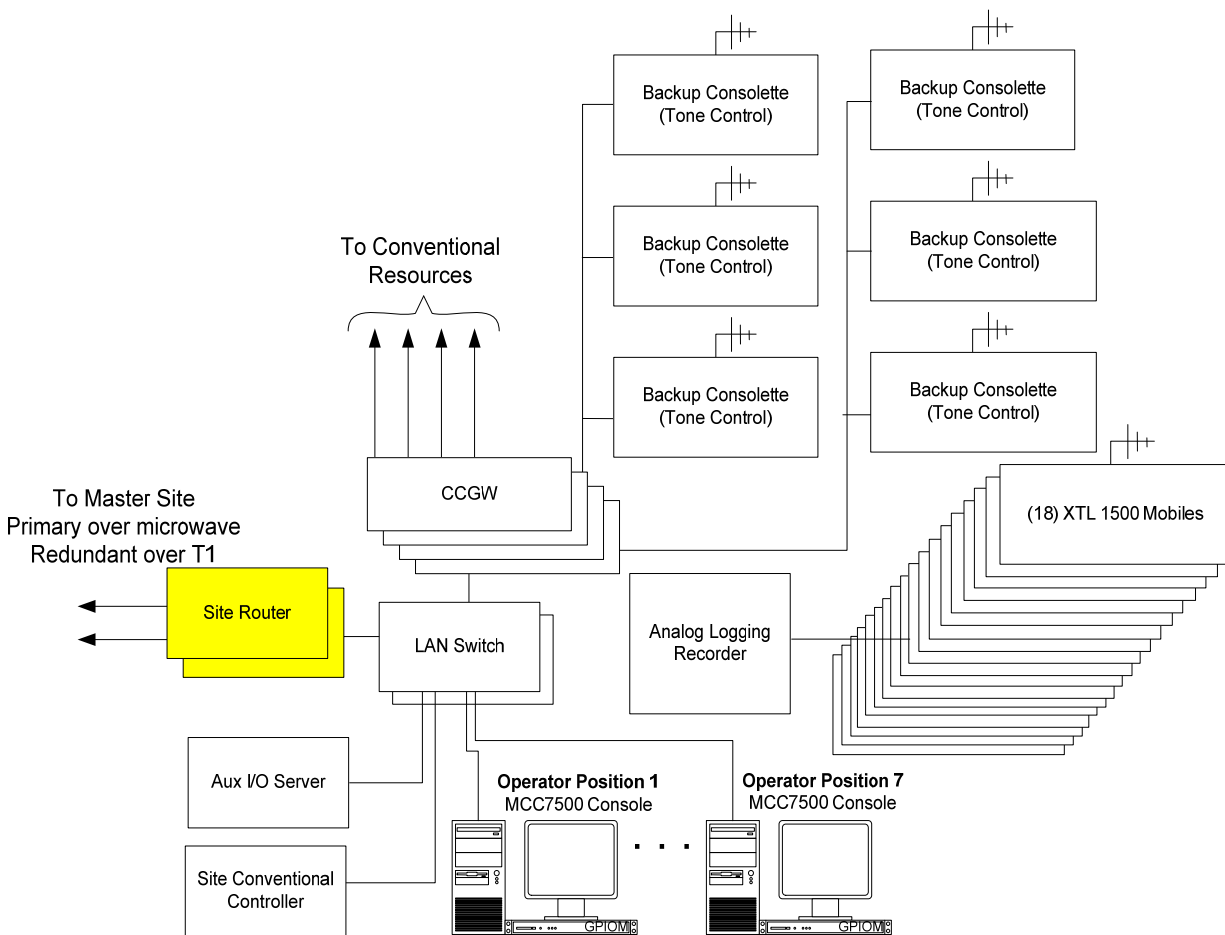 Backup Consolette
(Tone Control)
Backup Consolette
(Tone Control)
Backup Consolette
(Tone Control)
Backup Consolette
(Tone Control)
To Conventional
Resources
Backup Consolette
(Tone Control)
Backup Consolette
(Tone Control)
CCGW
(18) XTL 1500 Mobiles
To Master Site
Primary over microwave
Redundant over T1
Site Router
LAN Switch
Analog Logging
Recorder
Aux I/O Server
Operator Position 1
MCC7500 Console
Operator Position 7
MCC7500 Console
. . .
Site Conventional
Controller
GPIOM
GPIOM